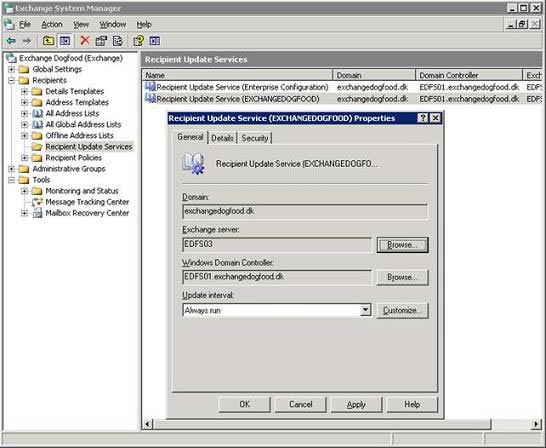 Exchange System Manager
File Action View Window Help
Exchange Dogfood (Exchange)
Global Settings
Recipients
Details Templates
Address Templates
All Address Lists
All Global Address Lists
Offline Address Lists
Recipient Update Services
Recipient Policies
Administrative Groups
Tools
Monitoring and Status
Message Tracking Center
Mailbox Recovery Center
Recipient Update Services
Name Domain Domain Controller Exch
Recipient Update Service (Enterprise Configuration) exchangedogfood.dk EDFS01.exchangedogfood.dk EDFS
Recipient Update Service (EXCHANGEDOGFOOD) exchangedogfood.dk EDFS01.exchangedogfood.dk EDFS
Recipient Update Service (EXCHANGEDOGFOOD) Properties
General Details Security
Recipient Update Service (EXCHANGEDOGFO...
Domain:
exchangedogfood.dk
Exchange server:
EDFS03 Browse...
Windows Domain Controller:
EDFS01.exchangedogfood.dk Browse...
Update interval:
Always run Customize...
OK Cancel Apply Help